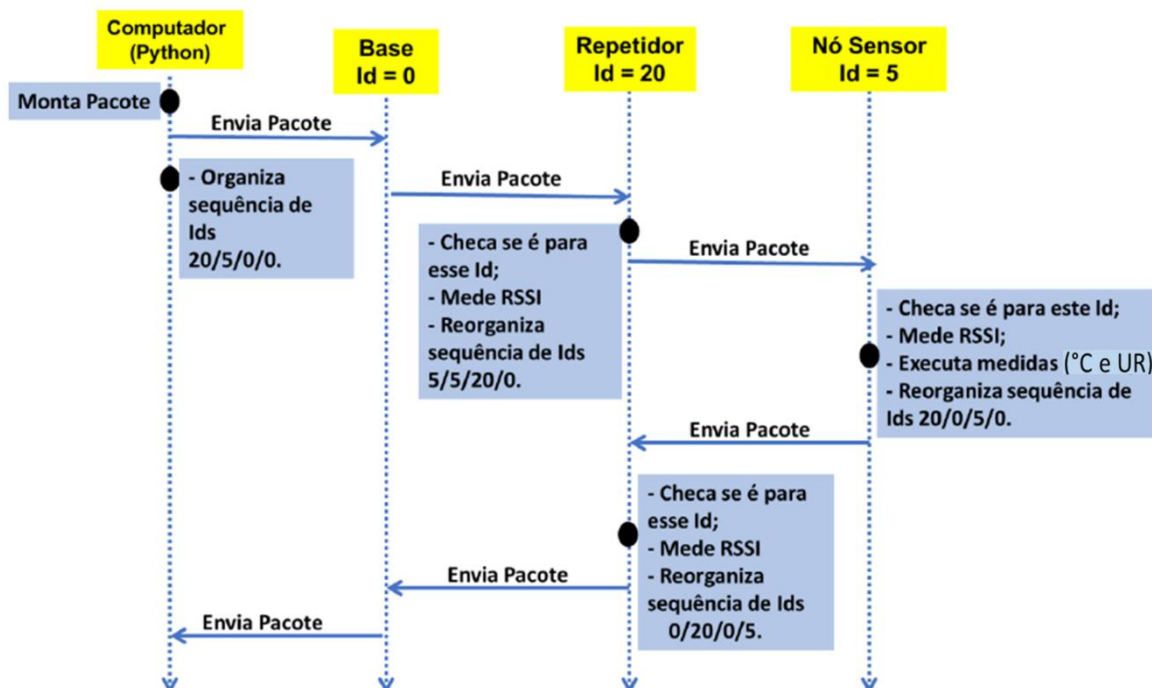 Computador
(Python)
Base
Id = 0
Repetidor
Id = 20
Nó Sensor
Id = 5
Monta Pacote
Envia Pacote
- Organiza
sequência de
Ids
20/5/0/0.
Envia Pacote
- Checa se é para
esse Id;
- Mede RSSI
- Reorganiza
sequência de Ids
5/5/20/0.
Envia Pacote
- Checa se é para este Id;
- Mede RSSI;
- Executa medidas (°C e UR)
- Reorganiza sequência de
Ids 20/0/5/0.
Envia Pacote
- Checa se é para
esse Id;
- Mede RSSI
- Reorganiza
sequência de Ids
0/20/0/5.
Envia Pacote
Envia Pacote